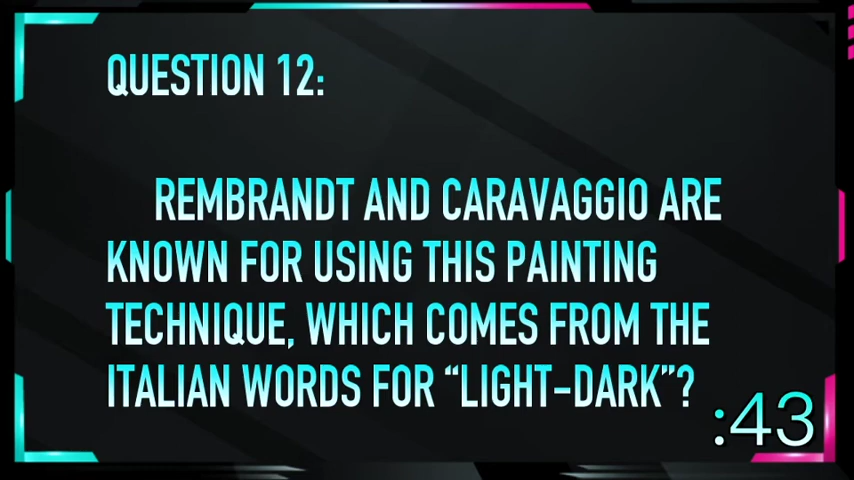 QUESTION 12:
REMBRANDT AND CARAVAGGIO ARE
KNOWN FOR USING THIS PAINTING
TECHNIQUE, WHICH COMES FROM THE
ITALIAN WORDS FOR “LIGHT-DARK”?
:43